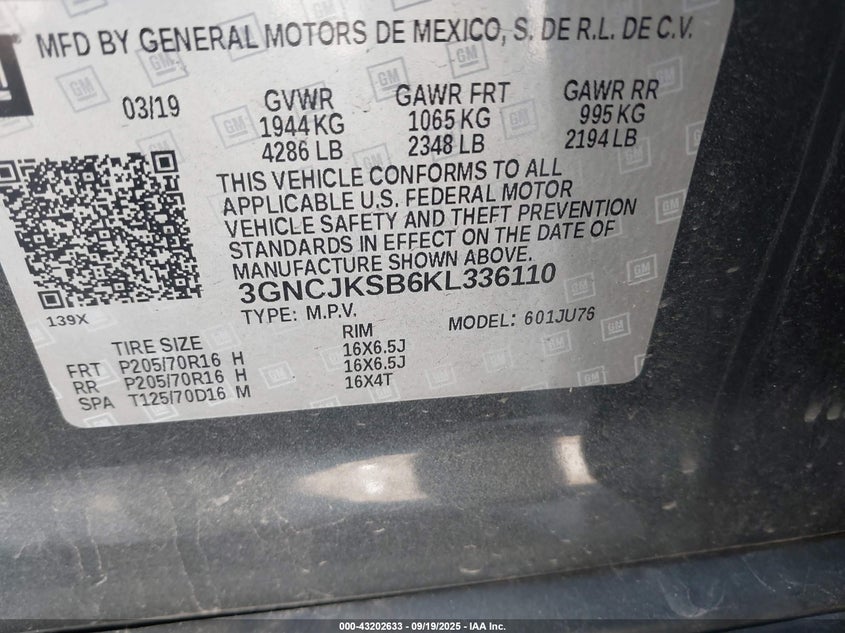 MFD BY GENERAL MOTORS DE MEXICO, S. DE R.L. DE C.V.
03/19 GVWR GAWR FRT GAWR RR
1944 KG 1065 KG 995 KG
4286 LB 2348 LB 2194 LB
THIS VEHICLE CONFORMS TO ALL
APPLICABLE U.S. FEDERAL MOTOR
VEHICLE SAFETY AND THEFT PREVENTION
STANDARDS IN EFFECT ON THE DATE OF
MANUFACTURE SHOWN ABOVE.
3GNCJKSB6KL336110
139X
TYPE: M.P.V. MODEL: 601JU76
TIRE SIZE RIM
FRT P205/70R16 H 16X6.5J
RR P205/70R16 H 16X6.5J
SPA T125/70D16 M 16X4T
000-43202633 - 09/19/2025 - IAA Inc.